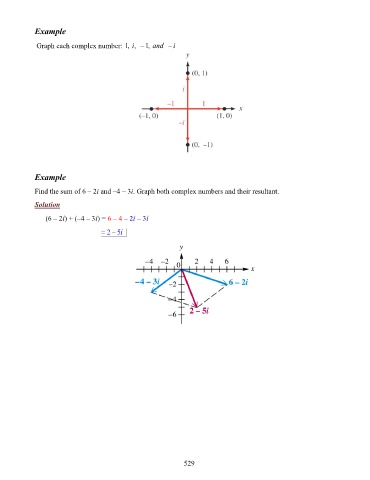 Example
Graph each complex number: 1, i, −1, and −i
y
(0, 1)
i
−1 1
x
(−1, 0) (1, 0)
−i
(0, −1)
Example
Find the sum of 6 − 2i and −4 − 3i. Graph both complex numbers and their resultant.
Solution
(6 − 2i) + (−4 − 3i) = 6 − 4 − 2i − 3i
= 2 − 5i
y
−4 −2 0 2 4 6
x
−4 − 3i −2 6 − 2i
−4
2 − 5i
−6
529